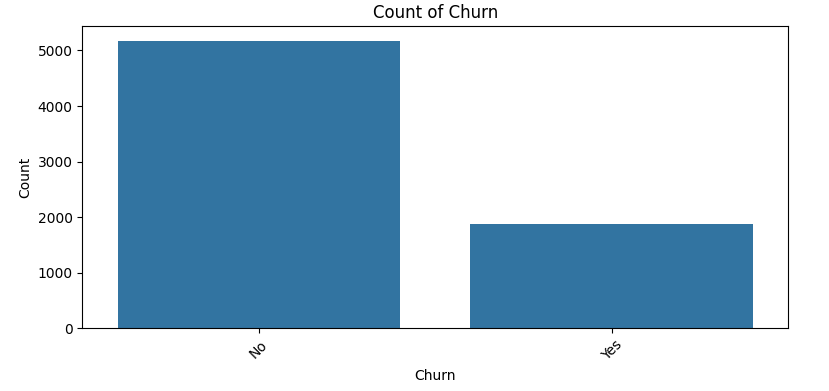 Count of Churn
Count
5000
4000
3000
2000
1000
0
No
Yes
Churn